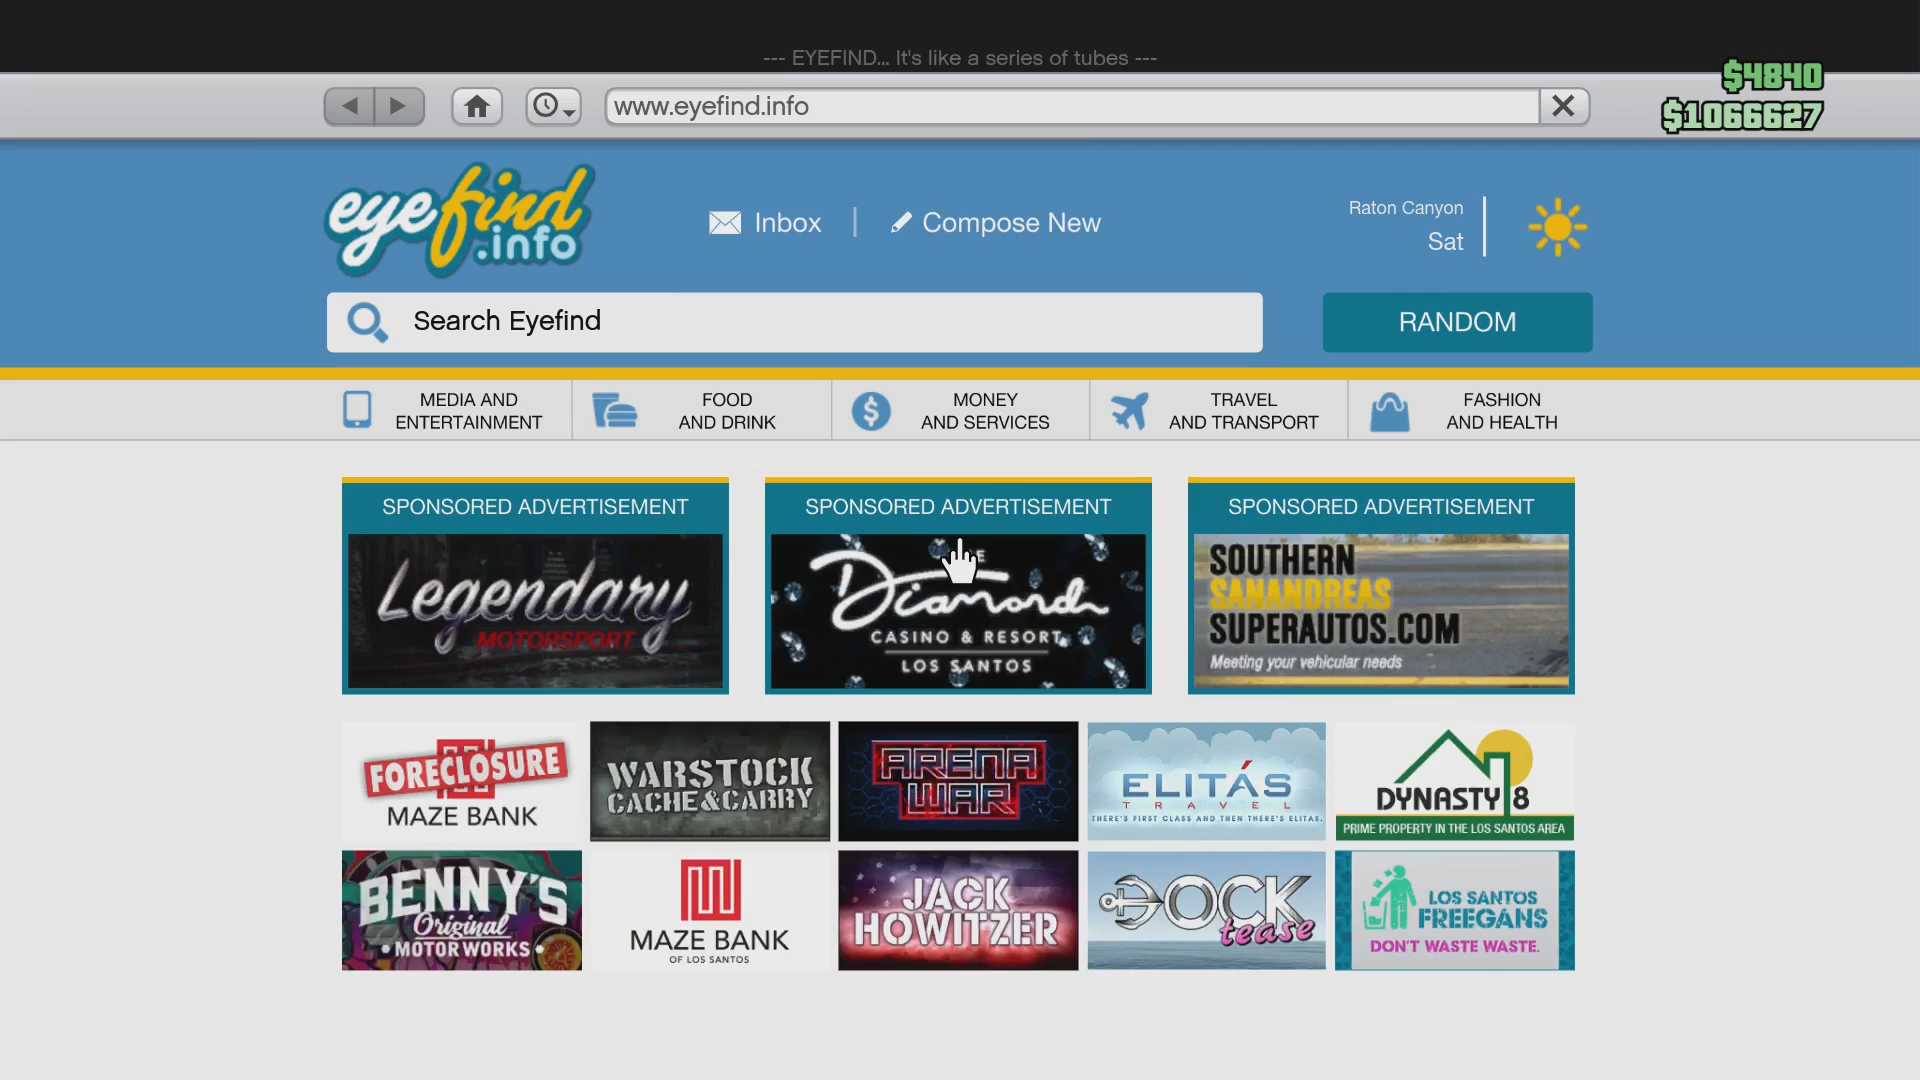 --- EYEFIND... It's like a series of tubes ---
$4840
www.eyefind.info
$1066627
eyefind
.info
Inbox
Compose New
Raton Canyon
Sat
Search Eyefind
RANDOM
MEDIA AND
ENTERTAINMENT
FOOD
AND DRINK
MONEY
AND SERVICES
TRAVEL
AND TRANSPORT
FASHION
AND HEALTH
SPONSORED ADVERTISEMENT
Legendary
MOTORSPORT
SPONSORED ADVERTISEMENT
Diamond
CASINO & RESORT
LOS SANTOS
SPONSORED ADVERTISEMENT
SOUTHERN
SANANDREAS
SUPERAUTOS.COM
Meeting your vehicular needs
FORECLOSURE
MAZE BANK
WARSTOCK
CACHE&CARRY
ARENA
WAR
ELITÁS
TRAVEL
THERE'S FIRST CLASS AND THEN THERE'S ELITAS.
DYNASTY 8
PRIME PROPERTY IN THE LOS SANTOS AREA
BENNY'S
Original
MOTOR WORKS
MAZE BANK
OF LOS SANTOS
JACK
HOWITZER
DOCK
tease
LOS SANTOS
FREEGANS
DON'T WASTE WASTE.